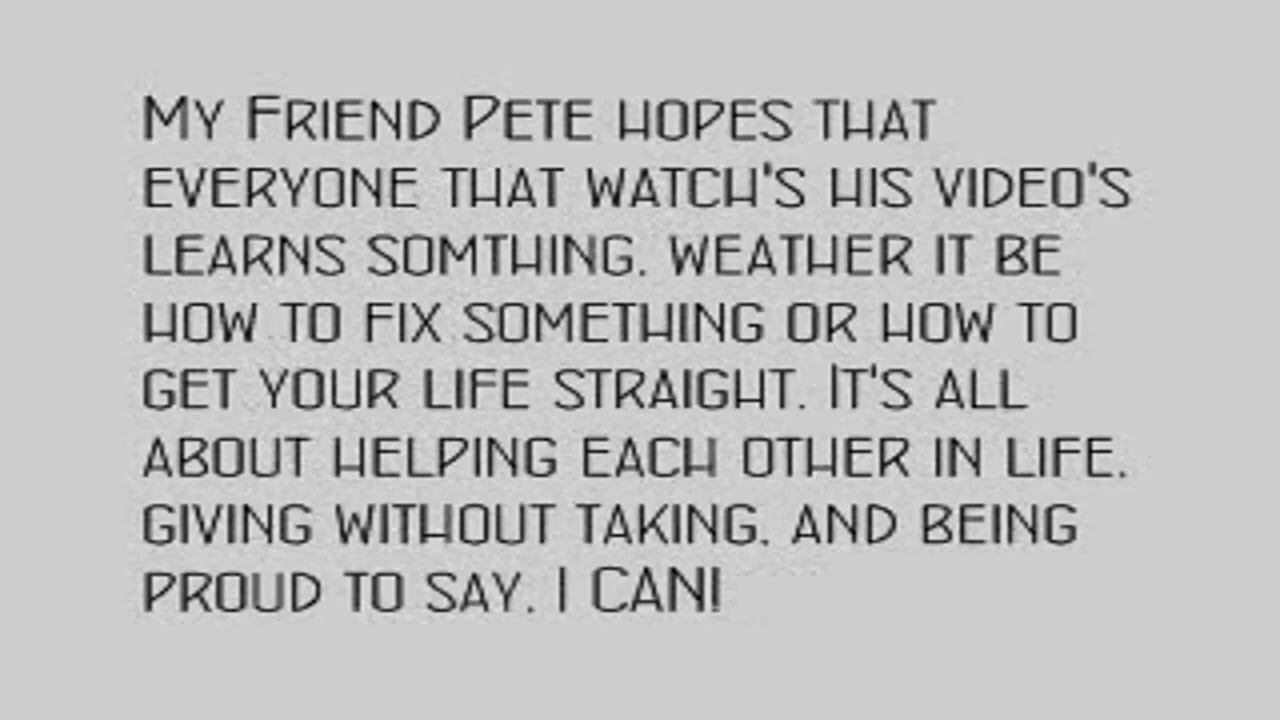 My Friend Pete hopes that
everyone that watch's his video's
learns somthing. weather it be
how to fix something or how to
get your life straight. It's all
about helping each other in life.
giving without taking. and being
proud to say. I CAN!